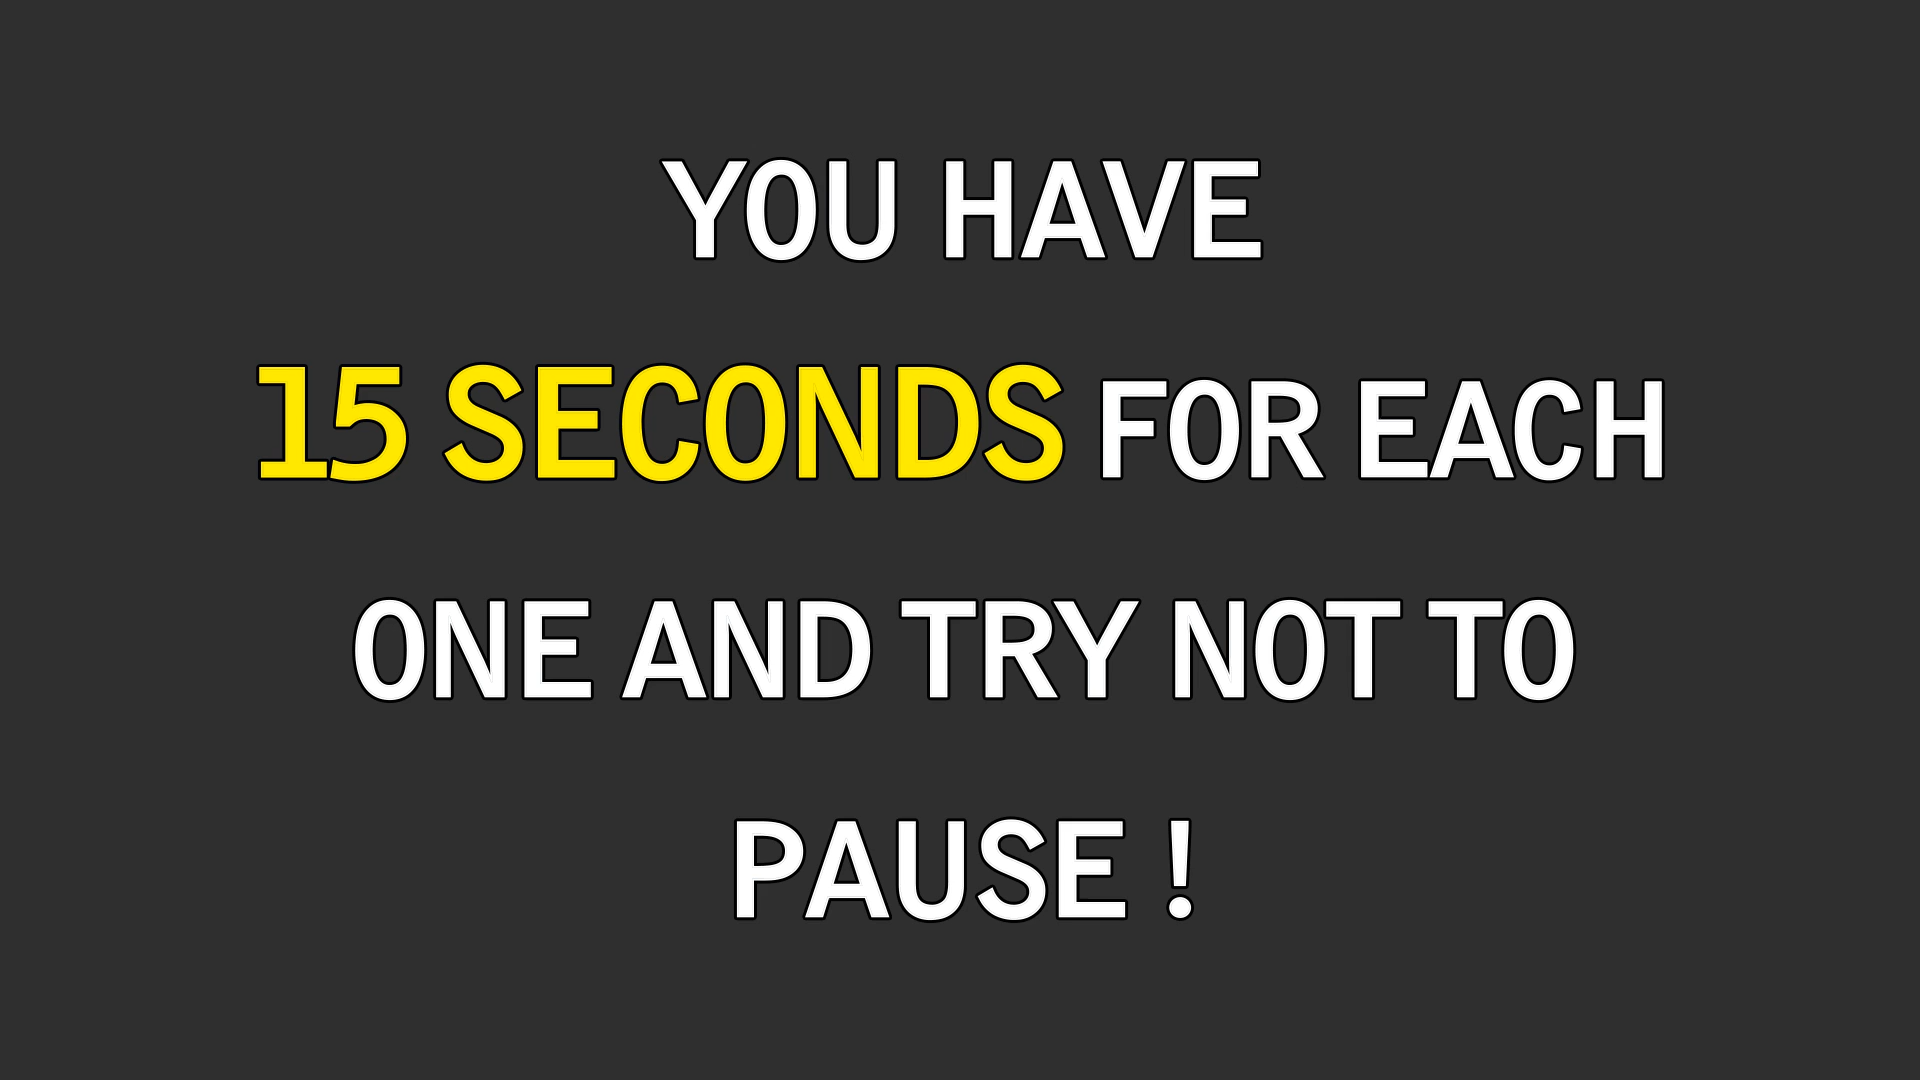 YOU HAVE
15 SECONDS FOR EACH
ONE AND TRY NOT TO
PAUSE !